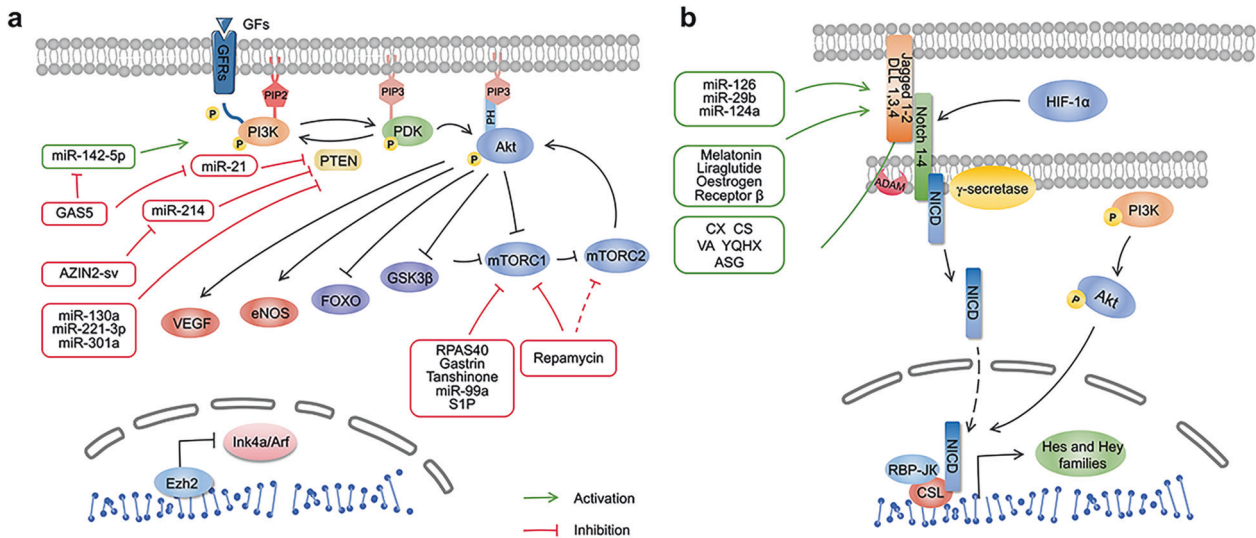 a
GFs
GFRs
P
P
PI3K
PIP2
PIP3
PIP3
PH
PDK
P
Akt
P
PTEN
miR-142-5p
miR-21
GAS5
miR-214
AZIN2-sv
miR-130a
miR-221-3p
miR-301a
VEGF
eNOS
FOXO
GSK3β
mTORC1
mTORC2
RPAS40
Gastrin
Tanshinone
miR-99a
S1P
Repamycin
Ink4a/Arf
Ezh2
Activation
Inhibition
b
miR-126
miR-29b
miR-124a
Melatonin
Liraglutide
Oestrogen
Receptor β
CX CS
VA YQHX
ASG
Jagged 1-2
DLL 1,3,4
Notch 1-4
HIF-1α
ADAM
NICD
γ-secretase
PI3K
P
NICD
Akt
P
NICD
RBP-JK
CSL
Hes and Hey
families